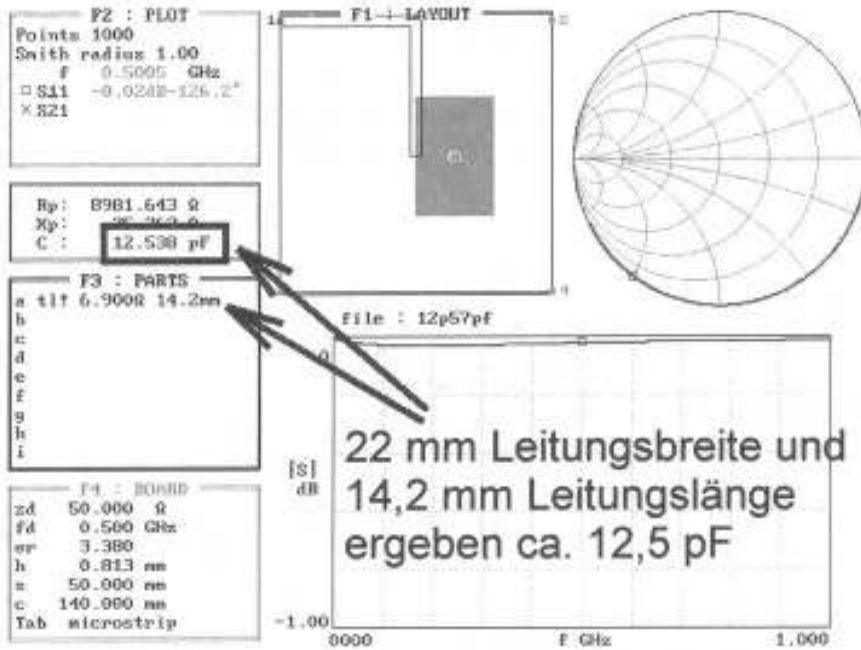 F2 : PLOT
Points 1000
Smith radius 1.00
f 0.5005 GHz
□ S11 -0.02dB-126.2°
× S21
Rp: 8981.643 Ω
Xp: Ω
C : 12.538 pF
F3 : PARTS
a tl↑ 6.900Ω 14.2mm
b
c
d
e
f
g
h
i
F4 : BOARD
zd 50.000 Ω
fd 0.500 GHz
er 3.380
h 0.813 mm
s 50.000 mm
c 140.000 mm
Tab microstrip
F1 : LAYOUT
file : 12p57pf
0
|S|
dB
-1.00
0000 f GHz 1.000
22 mm Leitungsbreite und
14,2 mm Leitungslänge
ergeben ca. 12,5 pF